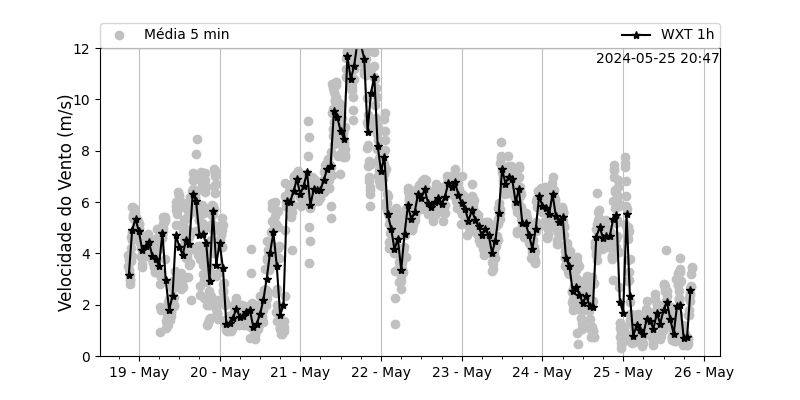 Média 5 min
WXT 1h
2024-05-25 20:47
Velocidade do Vento (m/s)
12
10
8
6
4
2
0
19 - May
20 - May
21 - May
22 - May
23 - May
24 - May
25 - May
26 - May